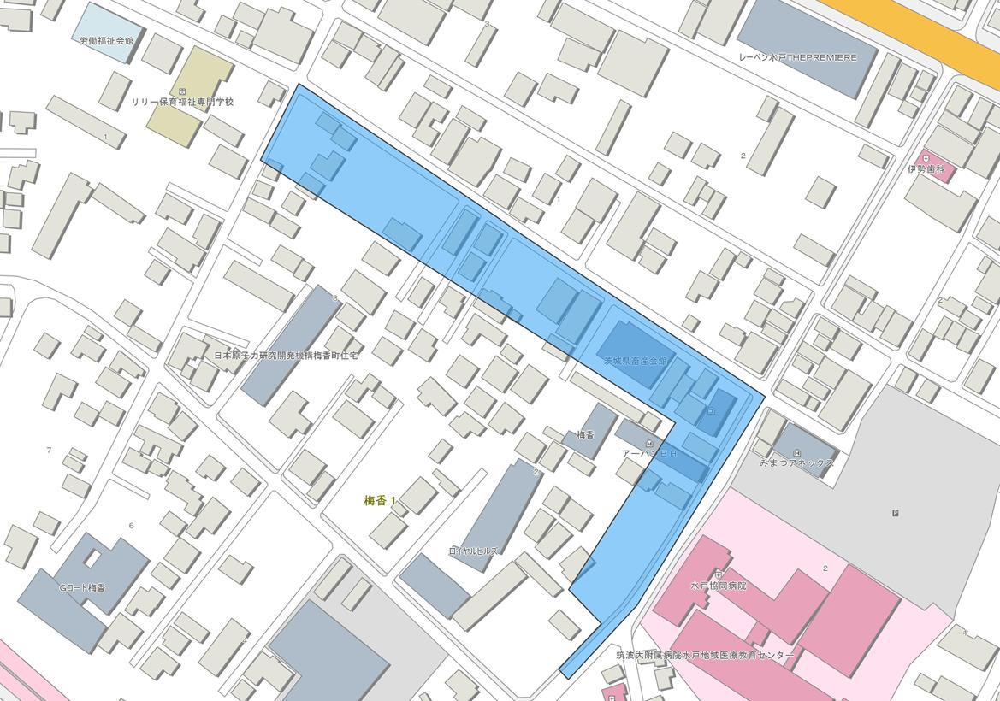 3
労働福祉会館
レーベン水戸THEPREMIERE
リリー保育福祉専門学校
1
2
伊勢歯科
1
3
2
日本原子力研究開発機構梅香町住宅
茨城県畜産会館
梅香
アーバンＢＨ
みまつアネックス
7
2
梅香 1
6
ロイヤルヒルズ
2
水戸協同病院
Gコート梅香
4
筑波大附属病院水戸地域医療教育センター